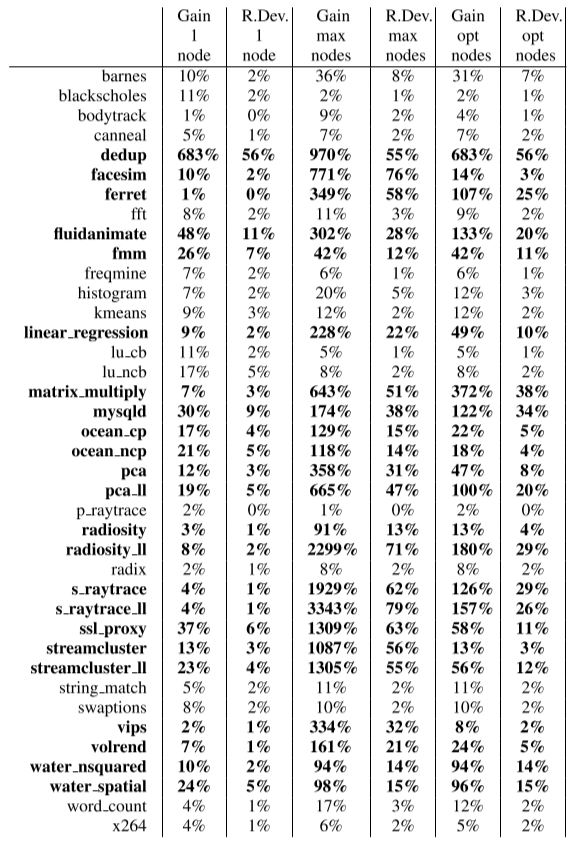 Gain R.Dev. Gain R.Dev. Gain R.Dev.
1 1 max max opt opt
node node nodes nodes nodes nodes
barnes 10% 2% 36% 8% 31% 7%
blackscholes 11% 2% 2% 1% 2% 1%
bodytrack 1% 0% 9% 2% 4% 1%
canneal 5% 1% 7% 2% 7% 2%
dedup 683% 56% 970% 55% 683% 56%
facesim 10% 2% 771% 76% 14% 3%
ferret 1% 0% 349% 58% 107% 25%
fft 8% 2% 11% 3% 9% 2%
fluidanimate 48% 11% 302% 28% 133% 20%
fmm 26% 7% 42% 12% 42% 11%
freqmine 7% 2% 6% 1% 6% 1%
histogram 7% 2% 20% 5% 12% 3%
kmeans 9% 3% 12% 2% 12% 2%
linear_regression 9% 2% 228% 22% 49% 10%
lu_cb 11% 2% 5% 1% 5% 1%
lu_ncb 17% 5% 8% 2% 8% 2%
matrix_multiply 7% 3% 643% 51% 372% 38%
mysqld 30% 9% 174% 38% 122% 34%
ocean_cp 17% 4% 129% 15% 22% 5%
ocean_ncp 21% 5% 118% 14% 18% 4%
pca 12% 3% 358% 31% 47% 8%
pca_ll 19% 5% 665% 47% 100% 20%
p_raytrace 2% 0% 1% 0% 2% 0%
radiosity 3% 1% 91% 13% 13% 4%
radiosity_ll 8% 2% 2299% 71% 180% 29%
radix 2% 1% 8% 2% 8% 2%
s_raytrace 4% 1% 1929% 62% 126% 29%
s_raytrace_ll 4% 1% 3343% 79% 157% 26%
ssl_proxy 37% 6% 1309% 63% 58% 11%
streamcluster 13% 3% 1087% 56% 13% 3%
streamcluster_ll 23% 4% 1305% 55% 56% 12%
string_match 5% 2% 11% 2% 11% 2%
swaptions 8% 2% 10% 2% 10% 2%
vips 2% 1% 334% 32% 8% 2%
volrend 7% 1% 161% 21% 24% 5%
water_nsquared 10% 2% 94% 14% 94% 14%
water_spatial 24% 5% 98% 15% 96% 15%
word_count 4% 1% 17% 3% 12% 2%
x264 4% 1% 6% 2% 5% 2%